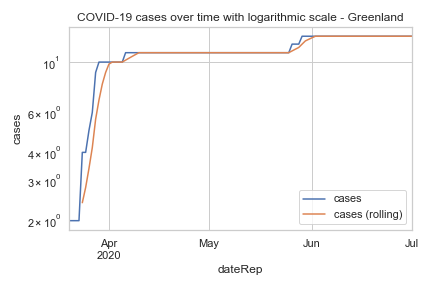 COVID-19 cases over time with logarithmic scale - Greenland
cases
10¹
6 × 10⁰
4 × 10⁰
3 × 10⁰
2 × 10⁰
cases
cases (rolling)
Apr
2020
May
Jun
Jul
dateRep